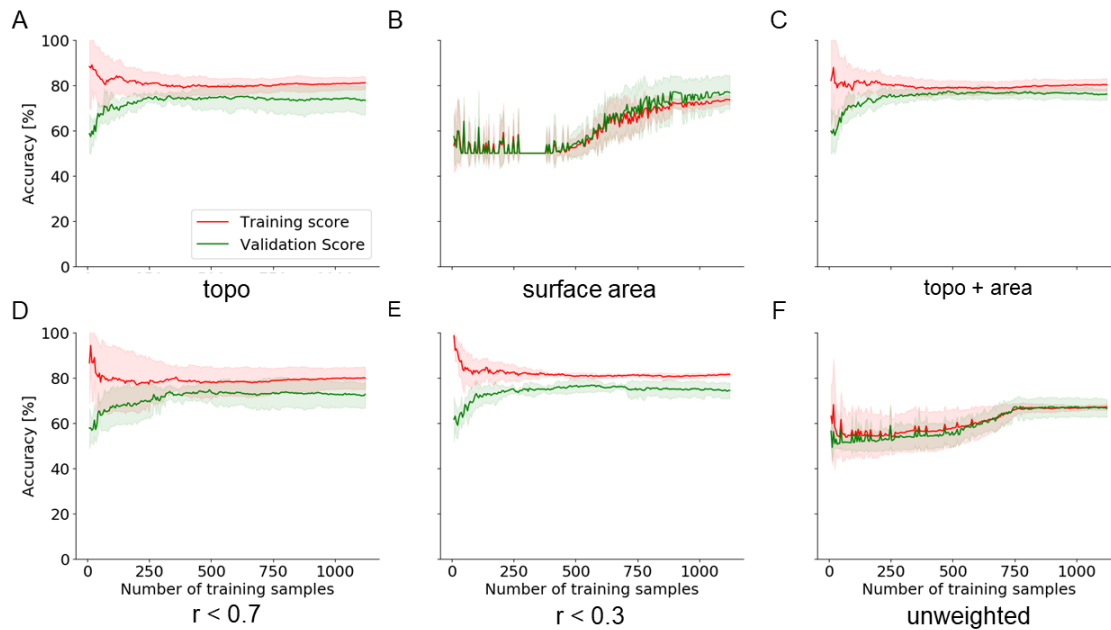 A
B
C
100
80
60
40
20
0
Accuracy [%]
Training score
Validation Score
topo
surface area
topo + area
D
E
F
100
80
60
40
20
0
Accuracy [%]
0 250 500 750 1000
0 250 500 750 1000
0 250 500 750 1000
Number of training samples
Number of training samples
Number of training samples
r < 0.7
r < 0.3
unweighted